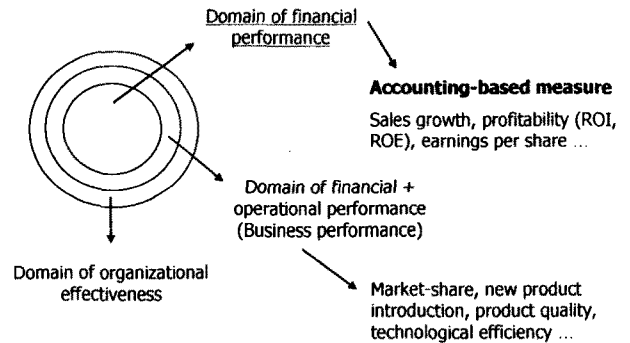 Domain of financial
performance
Accounting-based measure
Sales growth, profitability (ROI,
ROE), earnings per share ...
Domain of financial +
operational performance
(Business performance)
Domain of organizational
effectiveness
Market-share, new product
introduction, product quality,
technological efficiency ...